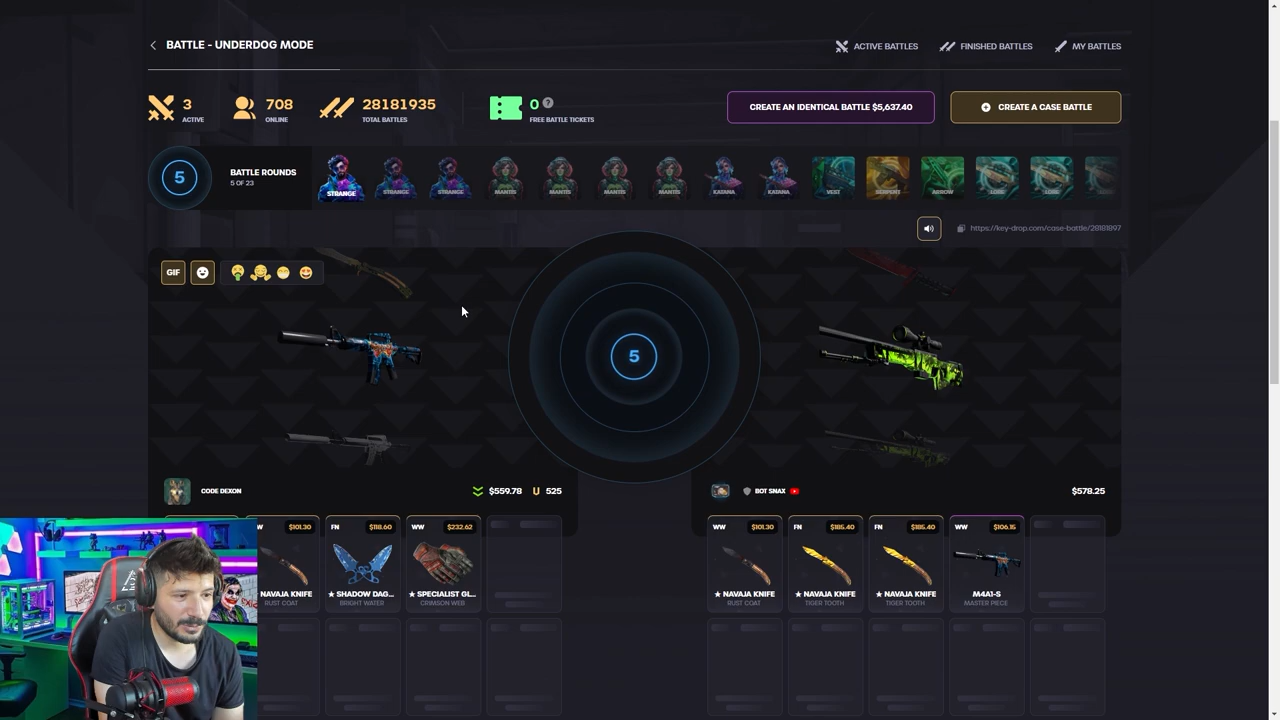 BATTLE - UNDERDOG MODE
ACTIVE BATTLES
FINISHED BATTLES
MY BATTLES
3
ACTIVE
708
ONLINE
28181935
TOTAL BATTLES
0
?
FREE BATTLE TICKETS
CREATE AN IDENTICAL BATTLE $5,637.40
CREATE A CASE BATTLE
5
BATTLE ROUNDS
5 OF 23
STRANGE
STRANGE
STRANGE
MANTIS
MANTIS
MANTIS
MANTIS
KATANA
KATANA
VEST
SERPENT
ARROW
https://key-drop.com/case-battle/28181897
GIF
5
CODE DEXON
$559.78
525
BOT SNAX
$578.25
W
$101.30
NAVAJA KNIFE
RUST COAT
FN
$118.60
★ SHADOW DAG...
BRIGHT WATER
WW
$232.62
★ SPECIALIST GL...
CRIMSON WEB
WW
$101.30
★ NAVAJA KNIFE
RUST COAT
FN
$185.40
★ NAVAJA KNIFE
TIGER TOOTH
FN
$185.40
★ NAVAJA KNIFE
TIGER TOOTH
WW
$106.15
M4A1-S
MASTER PIECE